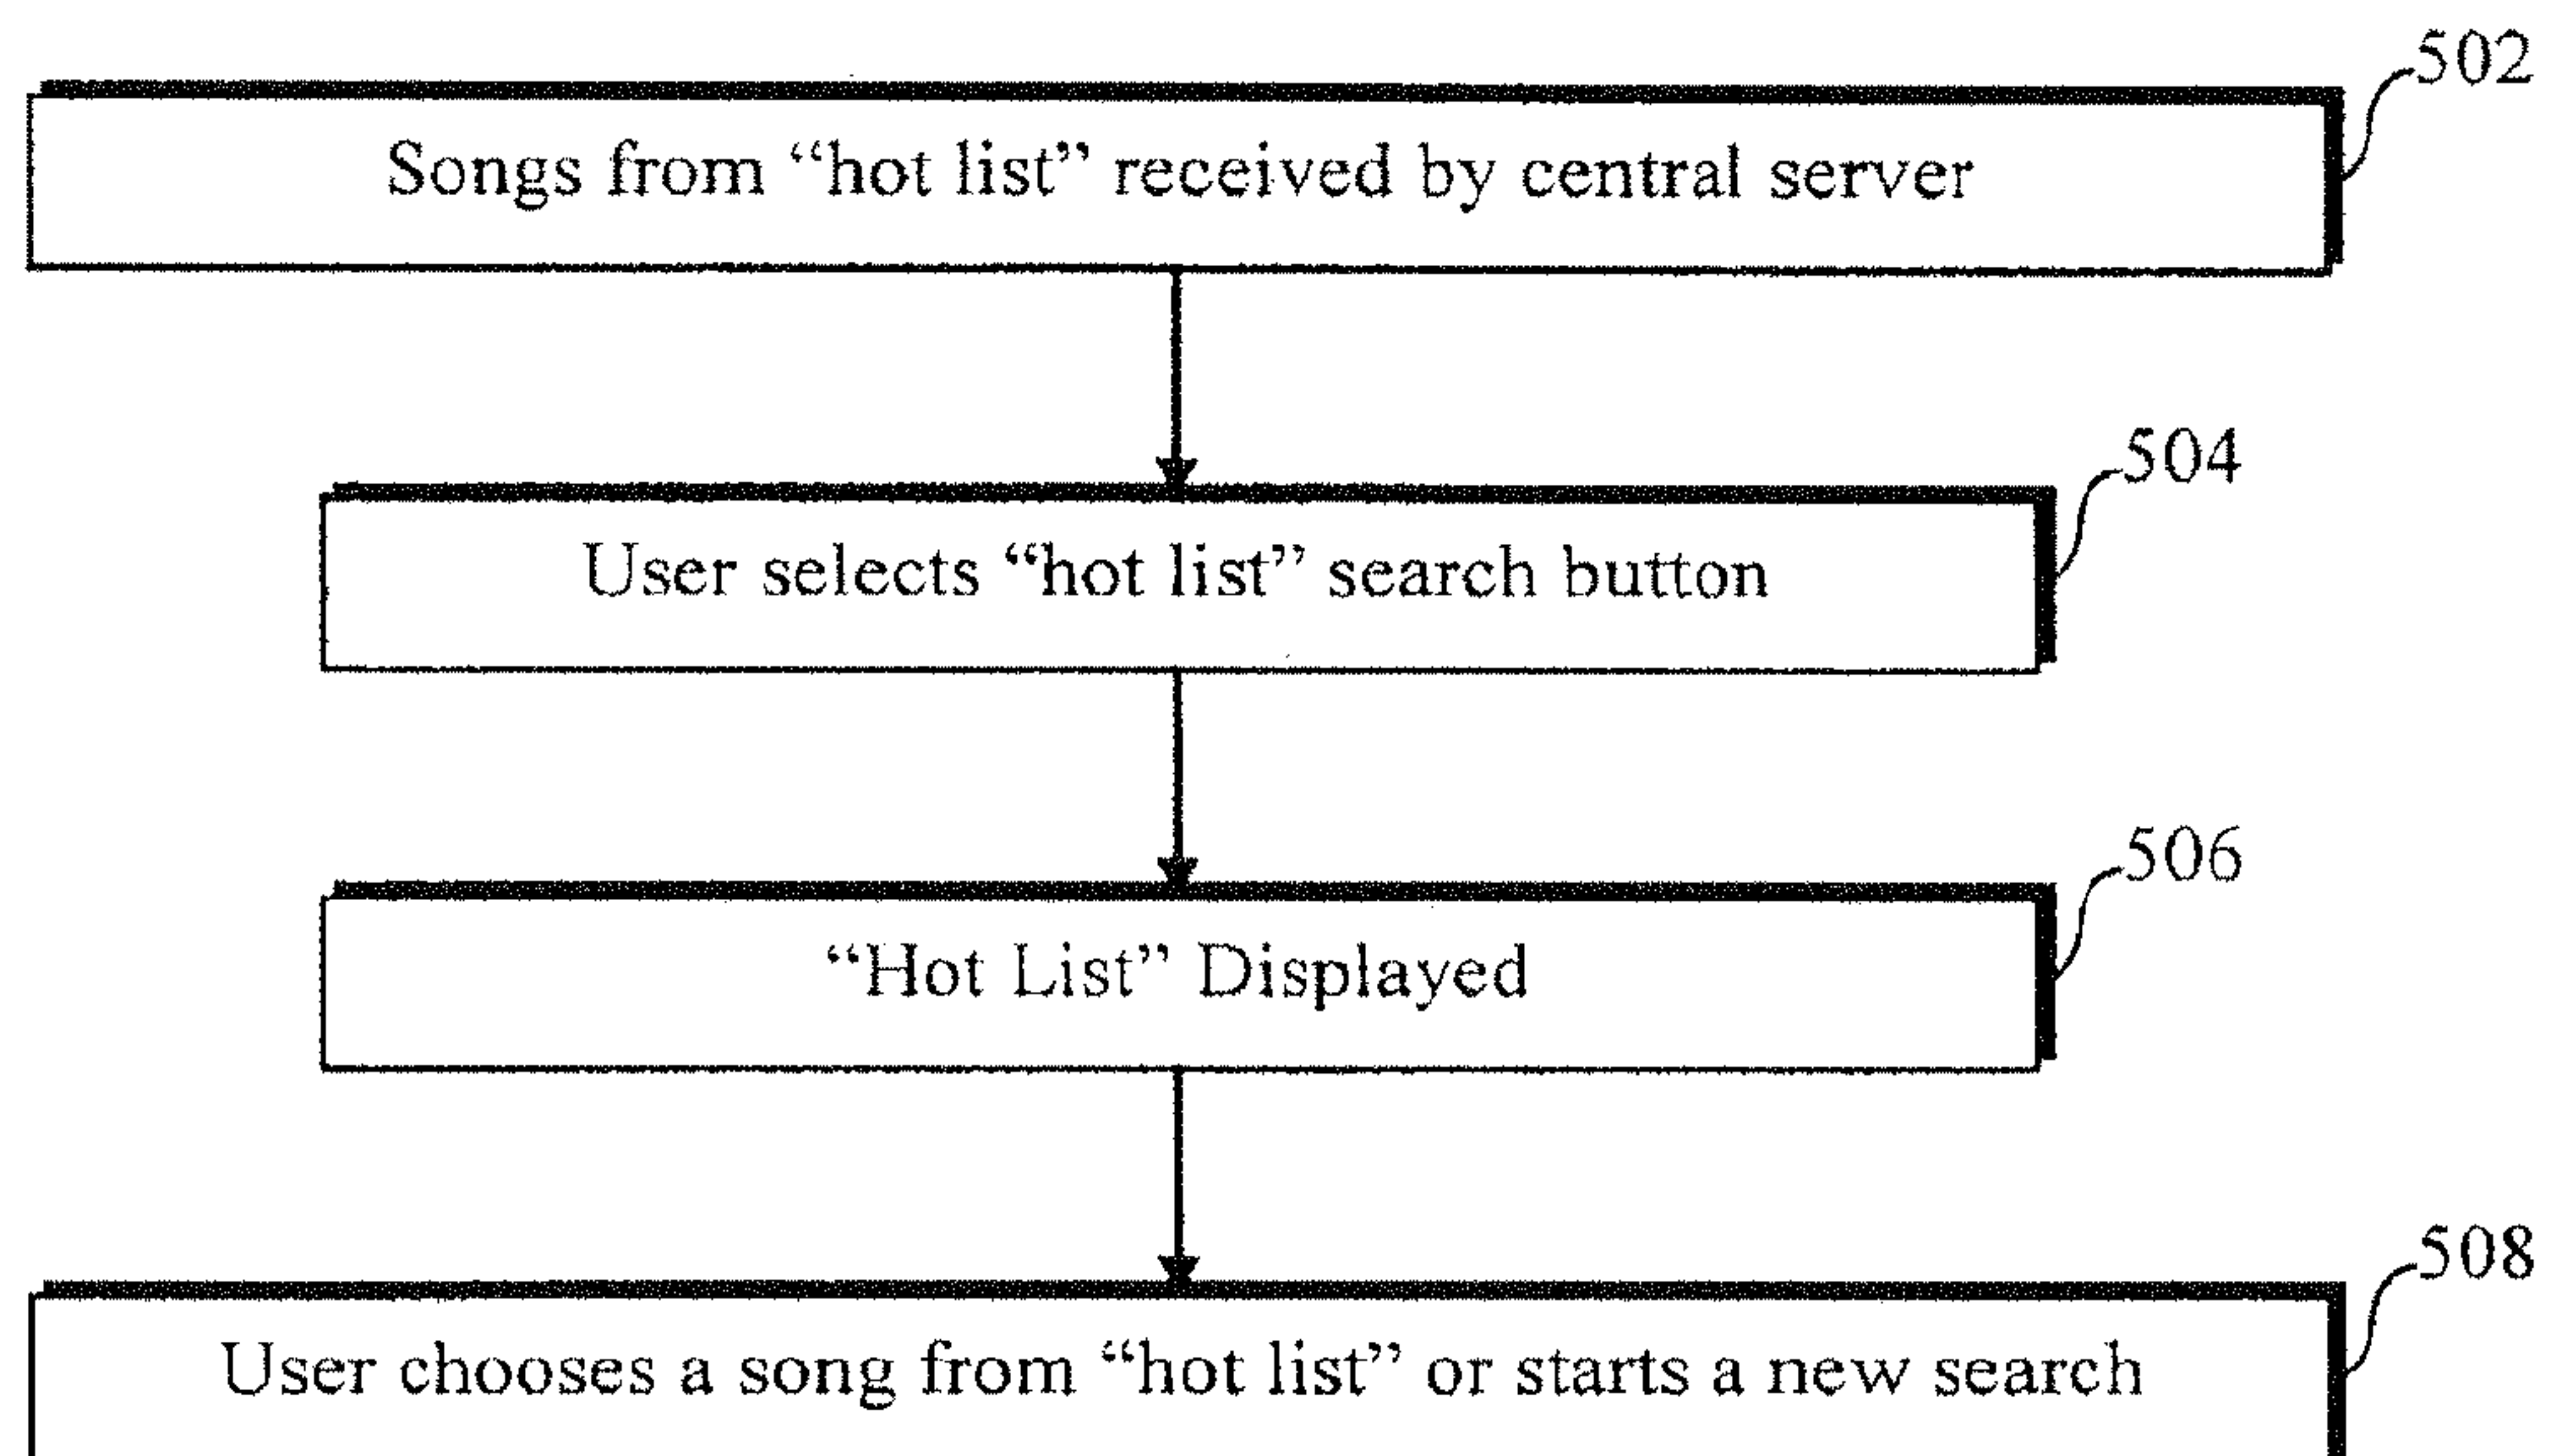 502
Songs from “hot list” received by central server
504
User selects “hot list” search button
506
“Hot List” Displayed
508
User chooses a song from “hot list” or starts a new search